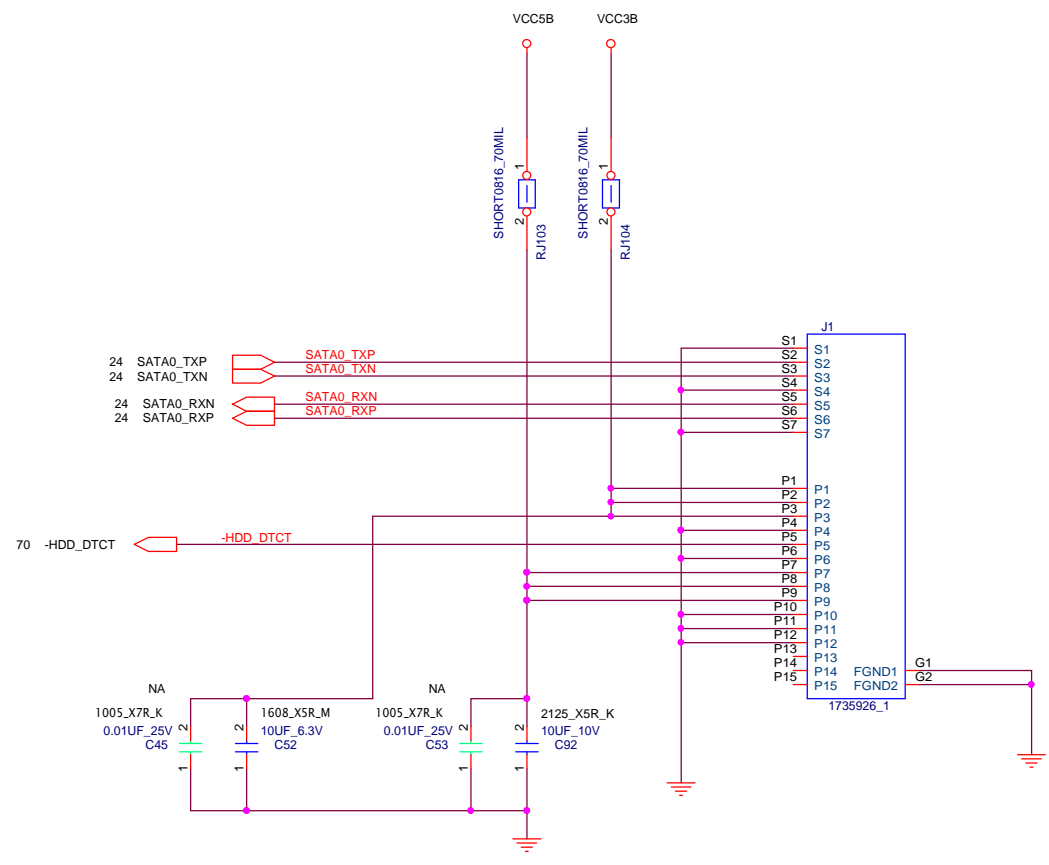 VCC5B
VCC3B
SHORT0816_70MIL
1
2
RJ103
SHORT0816_70MIL
1
2
RJ104
J1
24 SATA0_TXP
SATA0_TXP
24 SATA0_TXN
SATA0_TXN
24 SATA0_RXN
SATA0_RXN
24 SATA0_RXP
SATA0_RXP
70 -HDD_DTCT
-HDD_DTCT
S1 S1
S2 S2
S3 S3
S4 S4
S5 S5
S6 S6
S7 S7
P1 P1
P2 P2
P3 P3
P4 P4
P5 P5
P6 P6
P7 P7
P8 P8
P9 P9
P10 P10
P11 P11
P12 P12
P13 P13
P14 P14 FGND1 G1
P15 P15 FGND2 G2
1735926_1
NA
1005_X7R_K
0.01UF_25V
C45
2
1
1608_X5R_M
10UF_6.3V
C52
2
1
NA
1005_X7R_K
0.01UF_25V
C53
2
1
2125_X5R_K
10UF_10V
C92
2
1